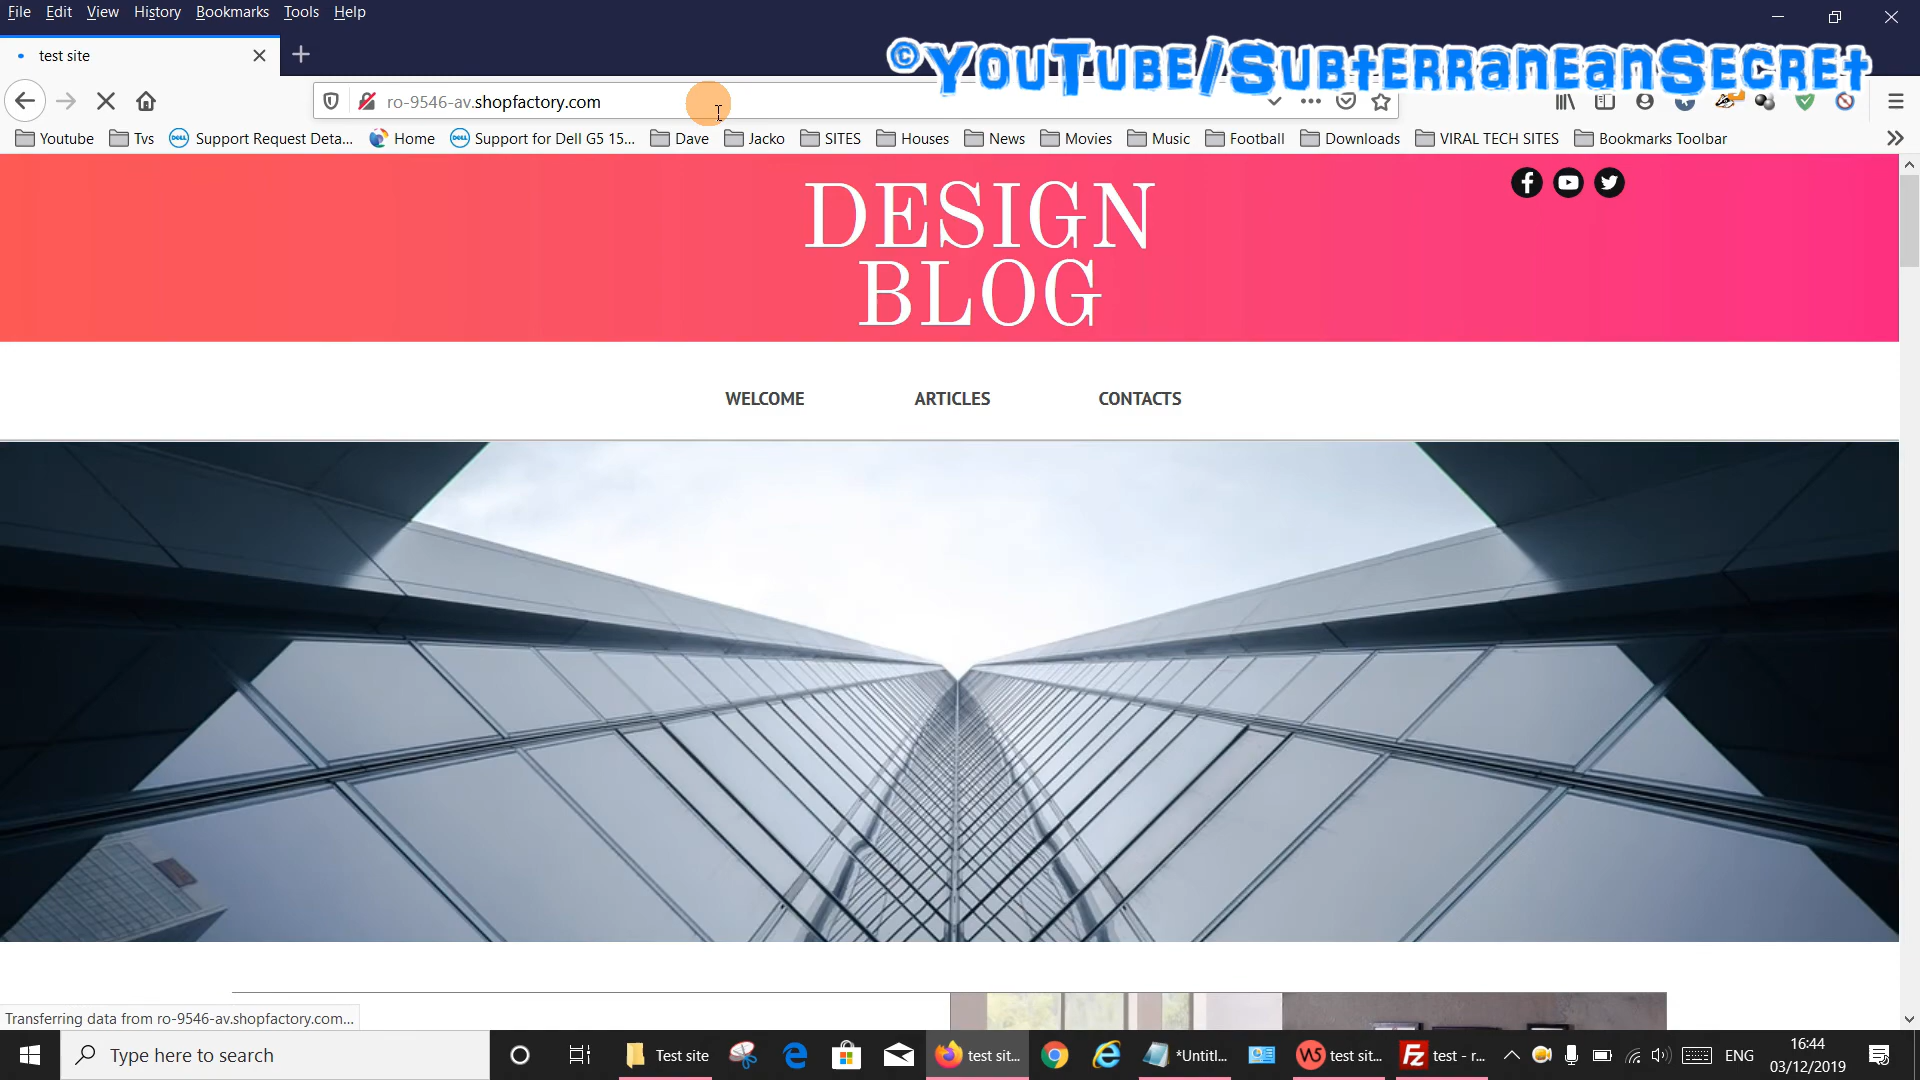 File Edit View History Bookmarks Tools Help
test site
©YouTube/SubterraneanSecret
ro-9546-av.shopfactory.com
Youtube Tvs Support Request Deta... Home Support for Dell G5 15... Dave Jacko SITES Houses News Movies Music Football Downloads VIRAL TECH SITES Bookmarks Toolbar
DESIGN
BLOG
WELCOME ARTICLES CONTACTS
Transferring data from ro-9546-av.shopfactory.com...
Type here to search
Test site
test sit...
*Untitl...
test sit...
test - r...
ENG
16:44
03/12/2019